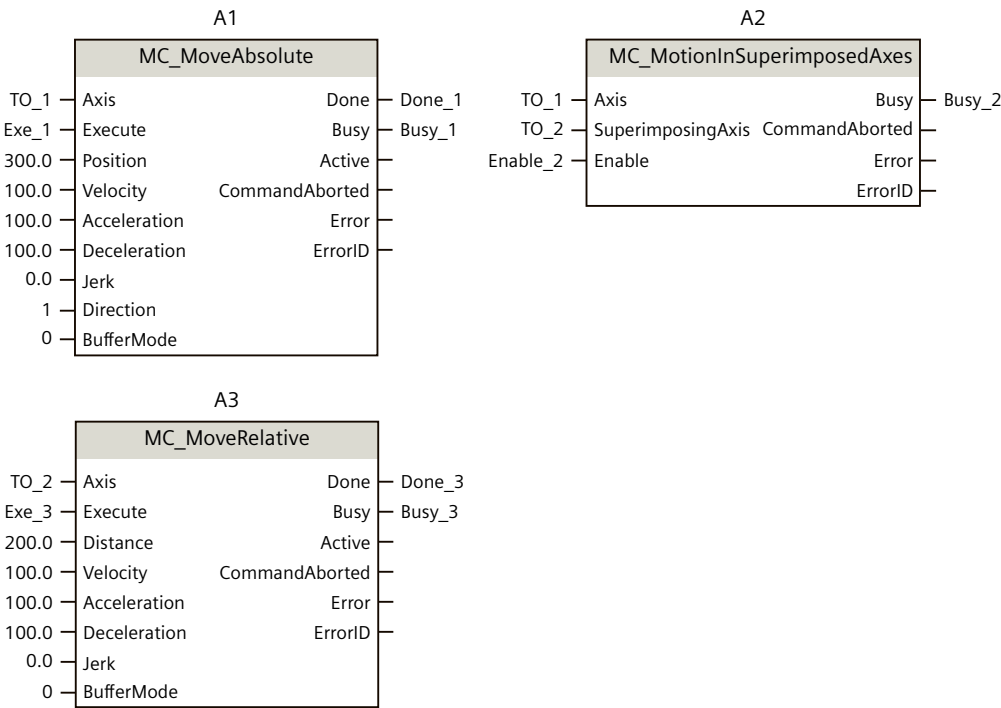 A1
MC_MoveAbsolute
TO_1 Axis Done Done_1
Exe_1 Execute Busy Busy_1
300.0 Position Active
100.0 Velocity CommandAborted
100.0 Acceleration Error
100.0 Deceleration ErrorID
0.0 Jerk
1 Direction
0 BufferMode
A2
MC_MotionInSuperimposedAxes
TO_1 Axis Busy Busy_2
TO_2 SuperimposingAxis CommandAborted
Enable_2 Enable Error
ErrorID
A3
MC_MoveRelative
TO_2 Axis Done Done_3
Exe_3 Execute Busy Busy_3
200.0 Distance Active
100.0 Velocity CommandAborted
100.0 Acceleration Error
100.0 Deceleration ErrorID
0.0 Jerk
0 BufferMode